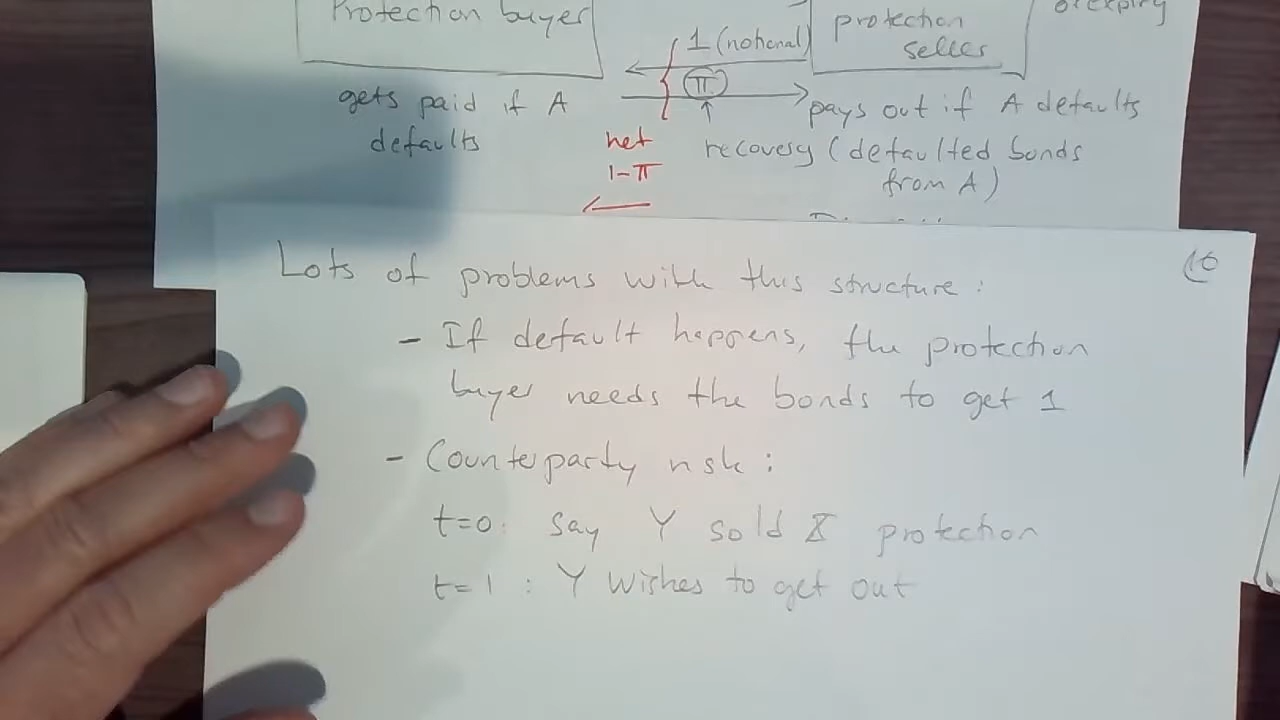 Protection buyer
protection
seller
or expiry
1 (notional)
π
gets paid if A
defaults
pays out if A defaults
net
1-π
recovery (defaulted bonds
from A)
Lots of problems with this structure:
- If default happens, the protection
buyer needs the bonds to get 1
- Counterparty risk:
t=0: say Y sold X protection
t=1: Y wishes to get out